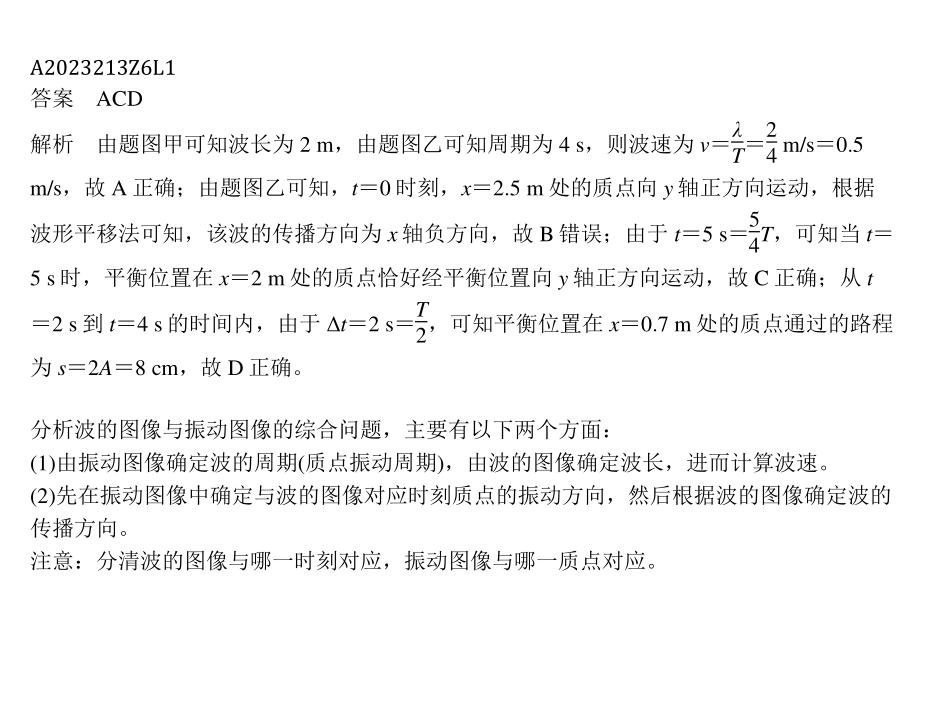 A2023213Z6L1
答案　ACD
解析　由题图甲可知波长为 2 m，由题图乙可知周期为 4 s，则波速为 v＝λ/T＝2/4 m/s＝0.5
m/s，故 A 正确；由题图乙可知，t＝0 时刻，x＝2.5 m 处的质点向 y 轴正方向运动，根据
波形平移法可知，该波的传播方向为 x 轴负方向，故 B 错误；由于 t＝5 s＝5/4T，可知当 t＝
5 s 时，平衡位置在 x＝2 m 处的质点恰好经平衡位置向 y 轴正方向运动，故 C 正确；从 t
＝2 s 到 t＝4 s 的时间内，由于 Δt＝2 s＝T/2，可知平衡位置在 x＝0.7 m 处的质点通过的路程
为 s＝2A＝8 cm，故 D 正确。
分析波的图像与振动图像的综合问题，主要有以下两个方面：
(1)由振动图像确定波的周期(质点振动周期)，由波的图像确定波长，进而计算波速。
(2)先在振动图像中确定与波的图像对应时刻质点的振动方向，然后根据波的图像确定波的
传播方向。
注意：分清波的图像与哪一时刻对应，振动图像与哪一质点对应。